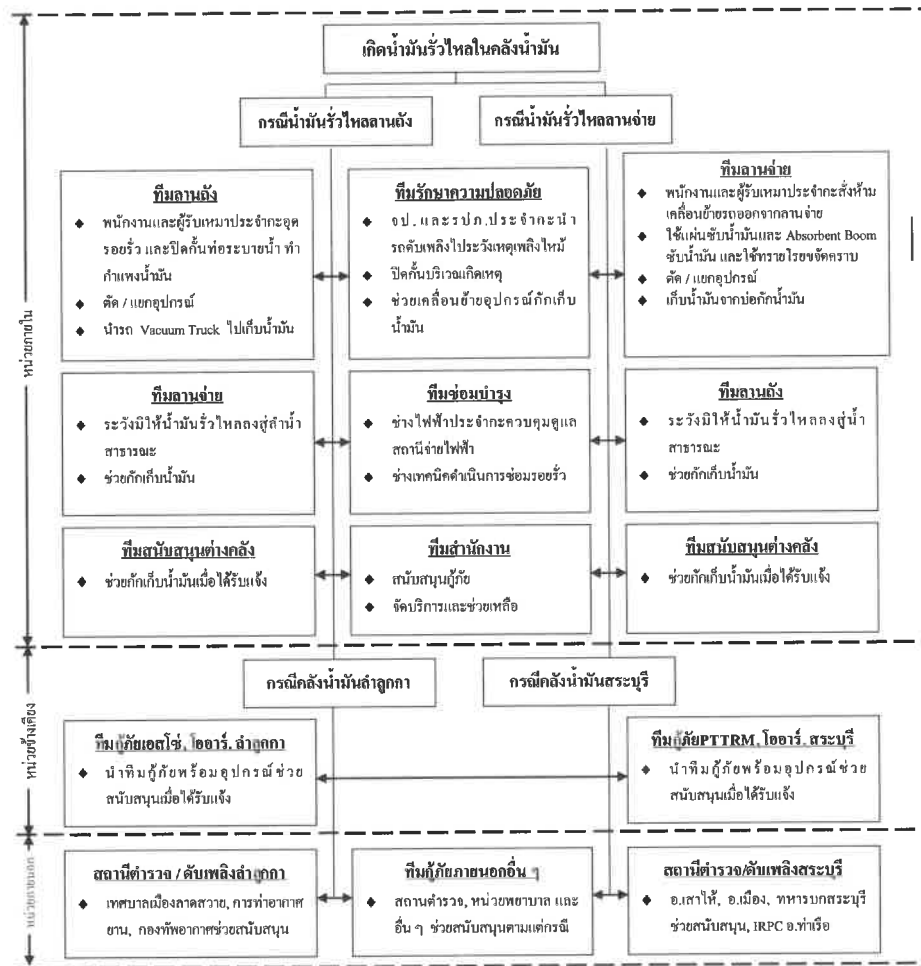 เกิดน้ำมันรั่วไหลในคลังน้ำมัน
กรณีน้ำมันรั่วไหลลานถัง
กรณีน้ำมันรั่วไหลลานจ่าย
หน่วยภายใน
ทีมลานถัง
◆ พนักงานและผู้รับเหมาประจำกะอุด
รอยรั่ว และปิดกั้นท่อระบายน้ำ ทำ
กำแพงน้ำมัน
◆ ตัด / แยกอุปกรณ์
◆ นำรถ Vacuum Truck ไปเก็บน้ำมัน
ทีมรักษาความปลอดภัย
◆ จป. และรปภ.ประจำกะนำ
รถดับเพลิงไประวังเหตุเพลิงไหม้
◆ ปิดกั้นบริเวณเกิดเหตุ
◆ ช่วยเคลื่อนย้ายอุปกรณ์กักเก็บ
น้ำมัน
ทีมลานจ่าย
◆ พนักงานและผู้รับเหมาประจำกะสั่งห้าม
เคลื่อนย้ายรถออกจากลานจ่าย
◆ ใช้แผ่นซับน้ำมันและ Absorbent Boom
ซับน้ำมัน และใช้ทรายโรยขจัดคราบ
◆ ตัด / แยกอุปกรณ์
◆ เก็บน้ำมันจากบ่อกักน้ำมัน
ทีมลานจ่าย
◆ ระวังมิให้น้ำมันรั่วไหลลงสู่ลำน้ำ
สาธารณะ
◆ ช่วยกักเก็บน้ำมัน
ทีมซ่อมบำรุง
◆ ช่างไฟฟ้าประจำกะควบคุมดูแล
สถานีจ่ายไฟฟ้า
◆ ช่างเทคนิคดำเนินการซ่อมรอยรั่ว
ทีมลานถัง
◆ ระวังมิให้น้ำมันรั่วไหลลงสู่น้ำ
สาธารณะ
◆ ช่วยกักเก็บน้ำมัน
ทีมสนับสนุนต่างคลัง
◆ ช่วยกักเก็บน้ำมันเมื่อได้รับแจ้ง
ทีมสำนักงาน
◆ สนับสนุนกู้ภัย
◆ จัดบริการและช่วยเหลือ
ทีมสนับสนุนต่างคลัง
◆ ช่วยกักเก็บน้ำมันเมื่อได้รับแจ้ง
หน่วยข้างเคียง
กรณีคลังน้ำมันลำลูกกา
กรณีคลังน้ำมันสระบุรี
ทีมกู้ภัยเอสโซ่, โออาร์. ลำลูกกา
◆ นำทีมกู้ภัยพร้อมอุปกรณ์ช่วย
สนับสนุนเมื่อได้รับแจ้ง
ทีมกู้ภัยPTTRM, โออาร์. สระบุรี
◆ นำทีมกู้ภัยพร้อมอุปกรณ์ช่วย
สนับสนุนเมื่อได้รับแจ้ง
หน่วยภายนอก
สถานีตำรวจ / ดับเพลิงลำลูกกา
◆ เทศบาลเมืองลาดสวาย, การท่าอากาศ
ยาน, กองทัพอากาศช่วยสนับสนุน
ทีมกู้ภัยภายนอกอื่น ๆ
◆ สถานตำรวจ, หน่วยพยาบาล และ
อื่น ๆ ช่วยสนับสนุนตามแต่กรณี
สถานีตำรวจ/ดับเพลิงสระบุรี
◆ อ.เสาไห้, อ.เมือง, ทหารบกสระบุรี
ช่วยสนับสนุน, IRPC อ.ท่าเรือ